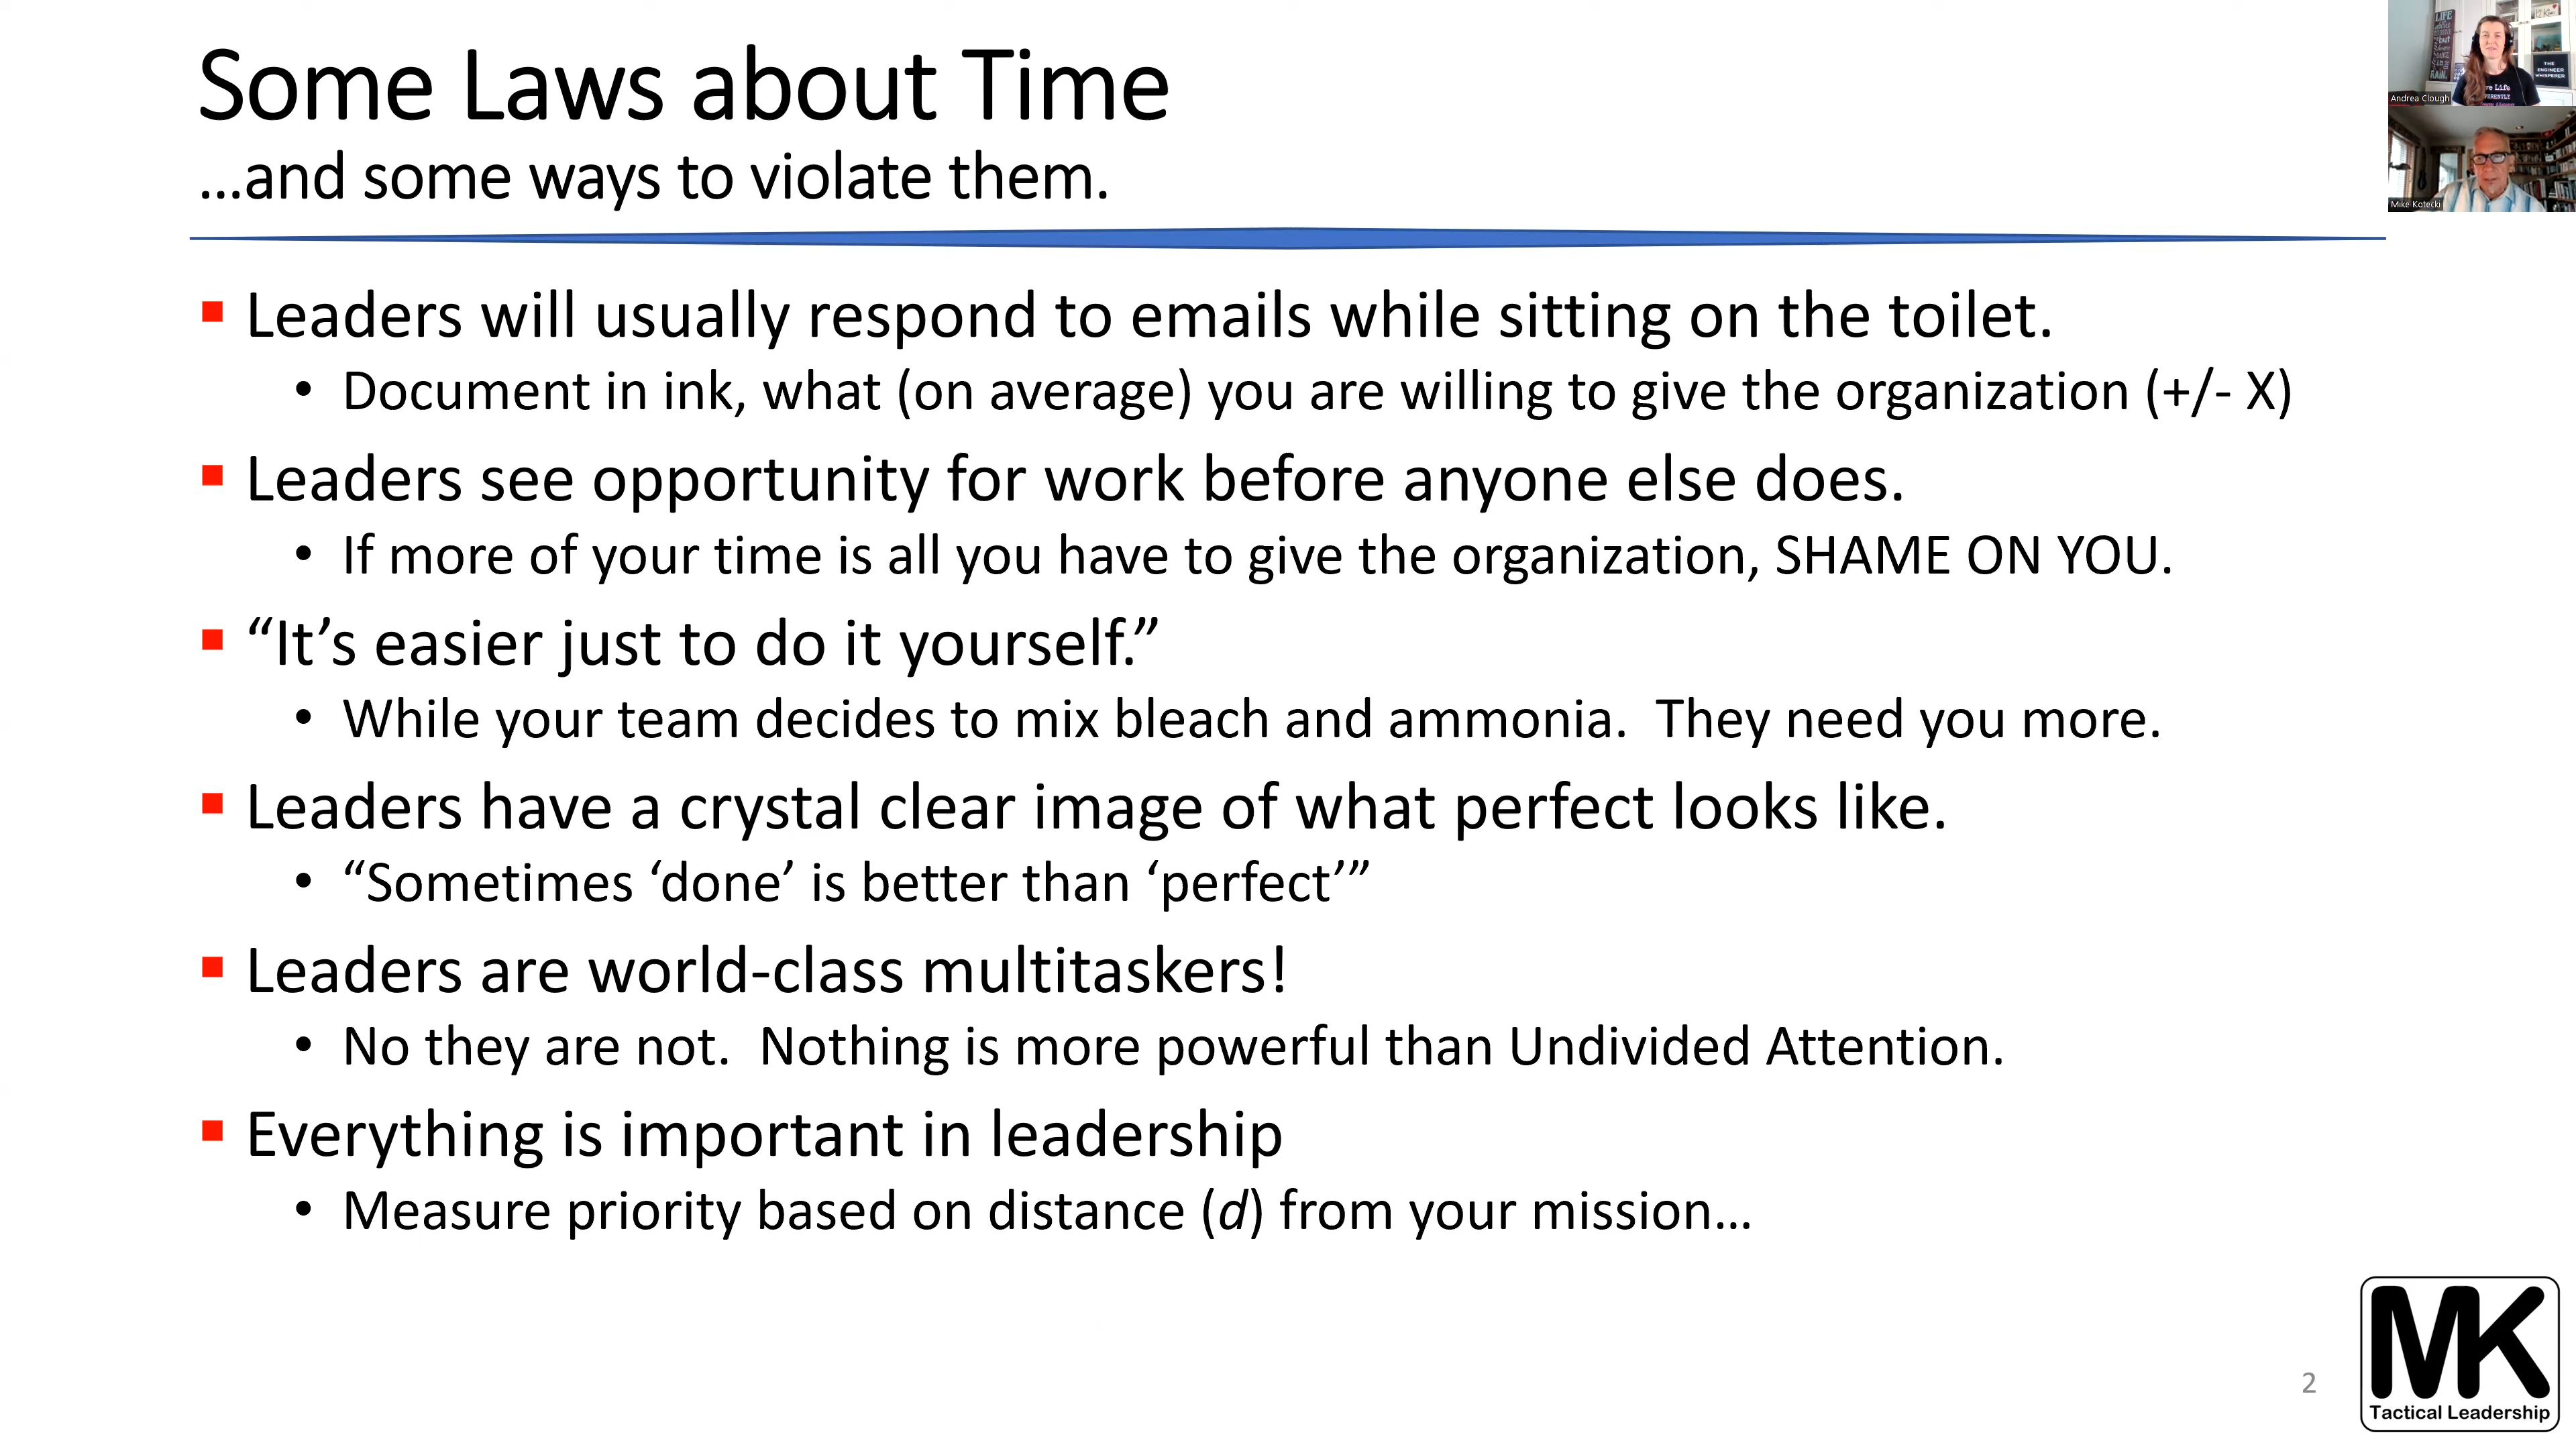 Some Laws about Time
...and some ways to violate them.
Andrea Clough
THE
ENGINEER
WHISPERER
Mike Kotecki
Leaders will usually respond to emails while sitting on the toilet.
Document in ink, what (on average) you are willing to give the organization (+/- X)
Leaders see opportunity for work before anyone else does.
If more of your time is all you have to give the organization, SHAME ON YOU.
“It’s easier just to do it yourself.”
While your team decides to mix bleach and ammonia.  They need you more.
Leaders have a crystal clear image of what perfect looks like.
“Sometimes ‘done’ is better than ‘perfect’”
Leaders are world-class multitaskers!
No they are not.  Nothing is more powerful than Undivided Attention.
Everything is important in leadership
Measure priority based on distance (d) from your mission...
2
MK
Tactical Leadership